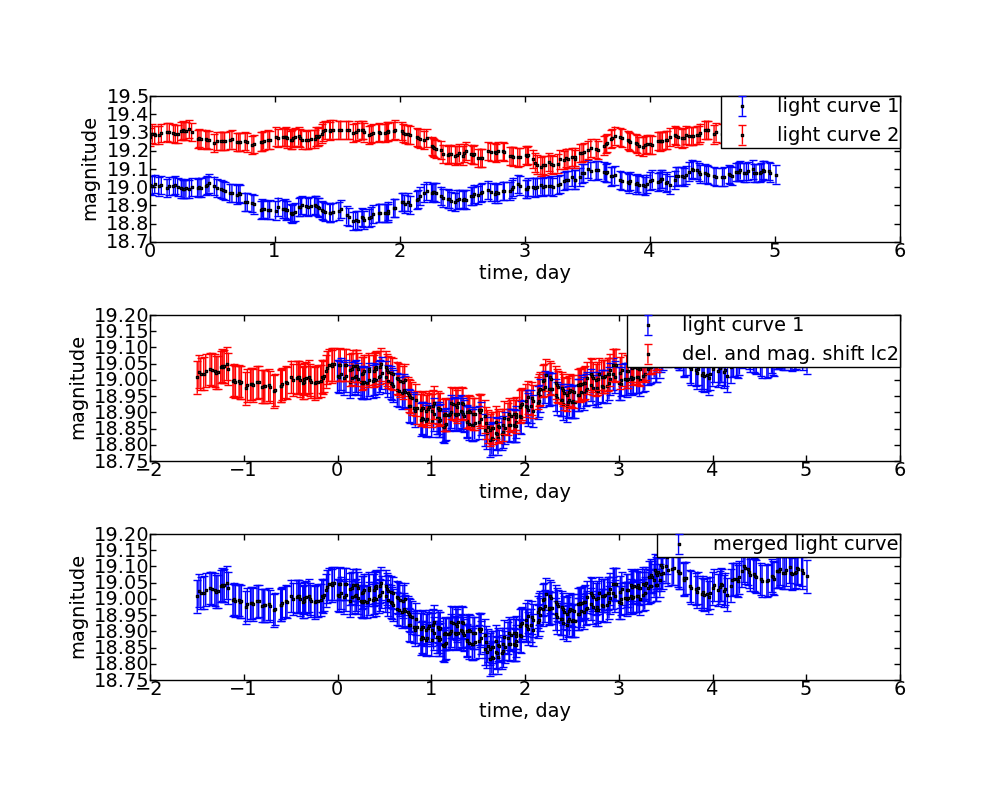 19.5
19.4
19.3
19.2
19.1
19.0
18.9
18.8
18.7
magnitude
light curve 1
light curve 2
0 1 2 3 4 5 6
time, day
19.20
19.15
19.10
19.05
19.00
18.95
18.90
18.85
18.80
18.75
magnitude
light curve 1
del. and mag. shift lc2
−2 −1 0 1 2 3 4 5 6
time, day
19.20
19.15
19.10
19.05
19.00
18.95
18.90
18.85
18.80
18.75
magnitude
merged light curve
−2 −1 0 1 2 3 4 5 6
time, day